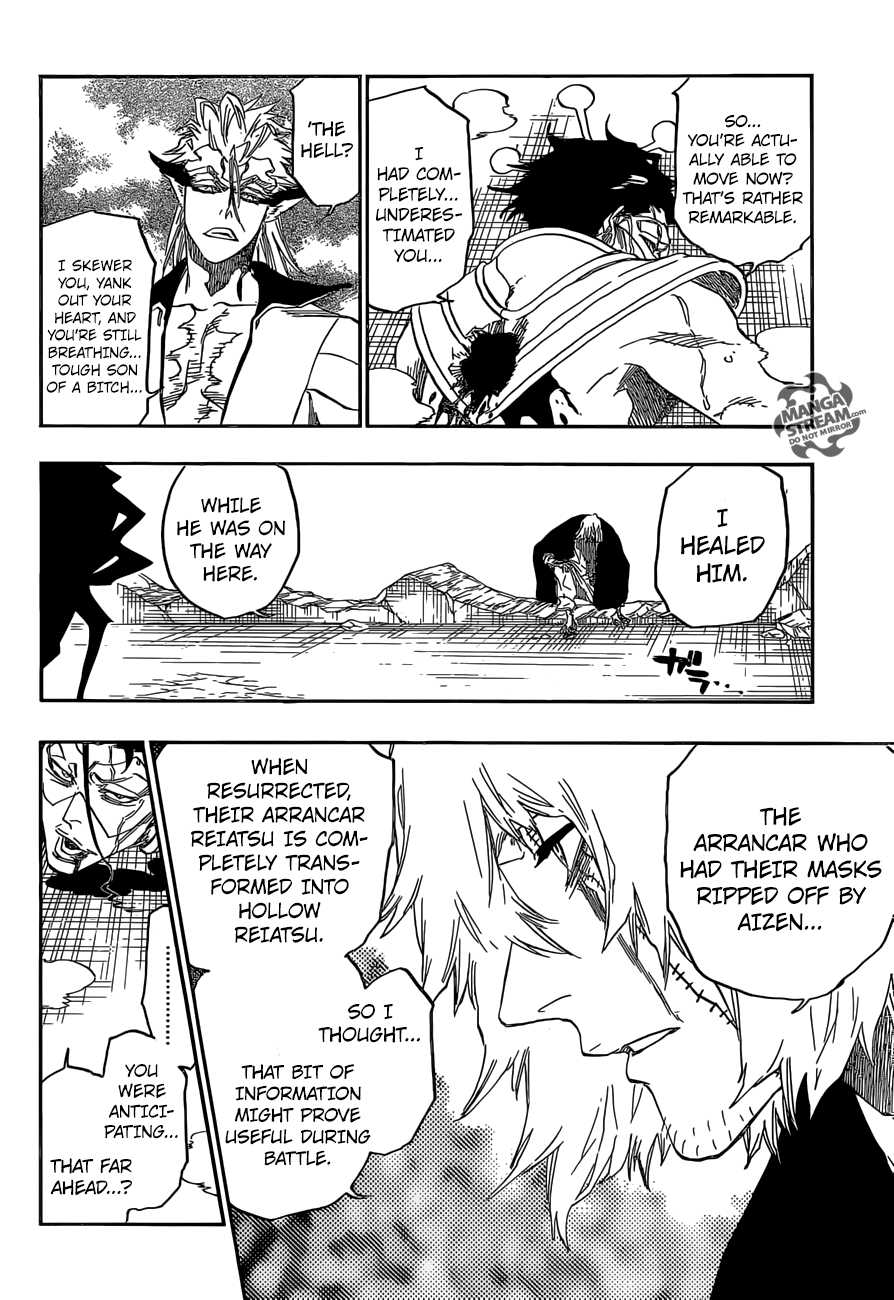 SO...
YOU'RE ACTU-
ALLY ABLE TO
MOVE NOW?
THAT'S RATHER
REMARKABLE.
I
HAD COM-
PLETELY...
UNDERES-
TIMATED
YOU...
'THE
HELL?
I SKEWER
YOU, YANK
OUT YOUR
HEART, AND
YOU'RE STILL
BREATHING...
TOUGH SON
OF A BITCH...
MANGA
STREAM.com
DO NOT MIRROR
I
HEALED
HIM.
WHILE
HE WAS ON
THE WAY
HERE.
ガラ..
THE
ARRANCAR WHO
HAD THEIR MASKS
RIPPED OFF BY
AIZEN...
WHEN
RESURRECTED,
THEIR ARRANCAR
REIATSU IS COM-
PLETELY TRANS-
FORMED INTO
HOLLOW
REIATSU.
SO I
THOUGHT...
THAT BIT OF
INFORMATION
MIGHT PROVE
USEFUL DURING
BATTLE.
.........
YOU
WERE
ANTICI-
PATING...
THAT FAR
AHEAD...?